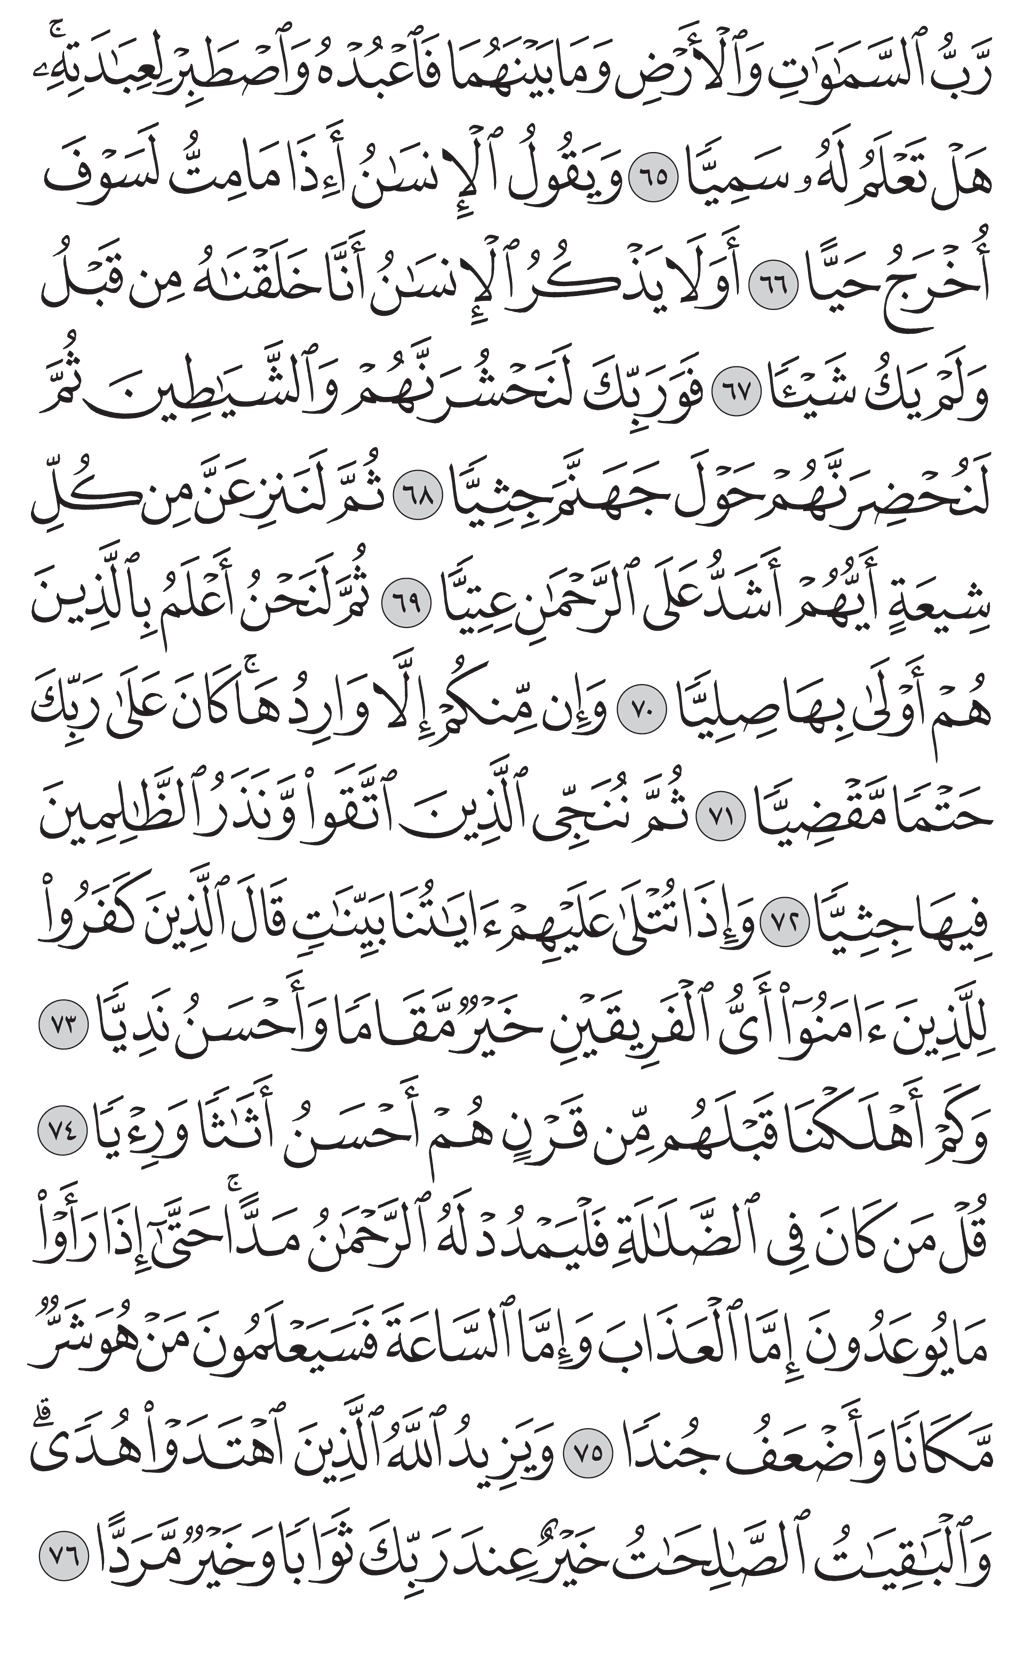 رَّبُّ ٱلسَّمَـٰوَٰتِ وَٱلْأَرْضِ وَمَا بَيْنَهُمَا فَٱعْبُدْهُ وَٱصْطَبِرْ لِعِبَـٰدَتِهِۦۚ
هَلْ تَعْلَمُ لَهُۥ سَمِيًّا ٦٥ وَيَقُولُ ٱلْإِنسَـٰنُ أَءِذَا مَا مِتُّ لَسَوْفَ
أُخْرَجُ حَيًّا ٦٦ أَوَلَا يَذْكُرُ ٱلْإِنسَـٰنُ أَنَّا خَلَقْنَـٰهُ مِن قَبْلُ
وَلَمْ يَكُ شَيْـًٔا ٦٧ فَوَرَبِّكَ لَنَحْشُرَنَّهُمْ وَٱلشَّيَـٰطِينَ ثُمَّ
لَنُحْضِرَنَّهُمْ حَوْلَ جَهَنَّمَ جِثِيًّا ٦٨ ثُمَّ لَنَنزِعَنَّ مِن كُلِّ
شِيعَةٍ أَيُّهُمْ أَشَدُّ عَلَى ٱلرَّحْمَـٰنِ عِتِيًّا ٦٩ ثُمَّ لَنَحْنُ أَعْلَمُ بِٱلَّذِينَ
هُمْ أَوْلَىٰ بِهَا صِلِيًّا ٧٠ وَإِن مِّنكُمْ إِلَّا وَارِدُهَاۚ كَانَ عَلَىٰ رَبِّكَ
حَتْمًا مَّقْضِيًّا ٧١ ثُمَّ نُنَجِّى ٱلَّذِينَ ٱتَّقَوا۟ وَّنَذَرُ ٱلظَّـٰلِمِينَ
فِيهَا جِثِيًّا ٧٢ وَإِذَا تُتْلَىٰ عَلَيْهِمْ ءَايَـٰتُنَا بَيِّنَـٰتٍ قَالَ ٱلَّذِينَ كَفَرُوا۟
لِلَّذِينَ ءَامَنُوٓا۟ أَىُّ ٱلْفَرِيقَيْنِ خَيْرٌ مَّقَامًا وَأَحْسَنُ نَدِيًّا ٧٣
وَكَمْ أَهْلَكْنَا قَبْلَهُم مِّن قَرْنٍ هُمْ أَحْسَنُ أَثَـٰثًا وَرِءْيًا ٧٤
قُلْ مَن كَانَ فِى ٱلضَّلَـٰلَةِ فَلْيَمْدُدْ لَهُ ٱلرَّحْمَـٰنُ مَدًّاۚ حَتَّىٰٓ إِذَا رَأَوْا۟
مَا يُوعَدُونَ إِمَّا ٱلْعَذَابَ وَإِمَّا ٱلسَّاعَةَ فَسَيَعْلَمُونَ مَنْ هُوَ شَرٌّ
مَّكَانًا وَأَضْعَفُ جُندًا ٧٥ وَيَزِيدُ ٱللَّهُ ٱلَّذِينَ ٱهْتَدَوْا۟ هُدًىۗ
وَٱلْبَـٰقِيَـٰتُ ٱلصَّـٰلِحَـٰتُ خَيْرٌ عِندَ رَبِّكَ ثَوَابًا وَخَيْرٌ مَّرَدًّا ٧٦